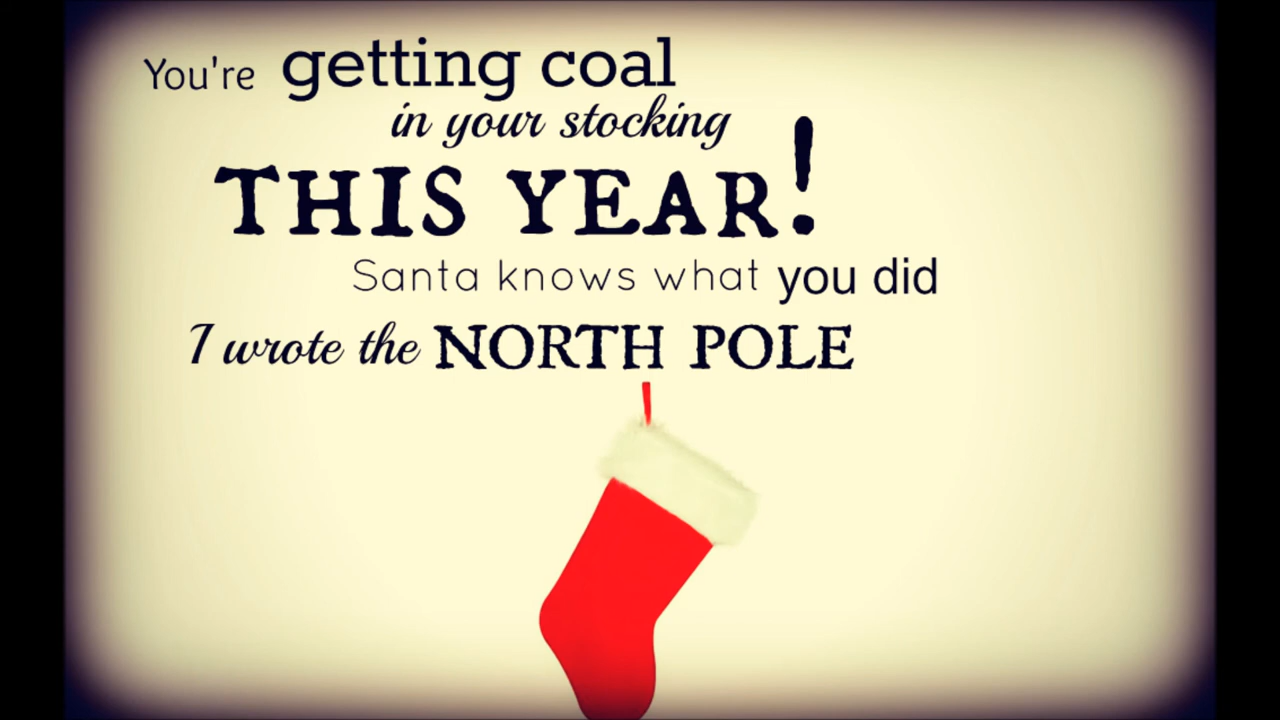 You're getting coal
in your stocking
THIS YEAR!
Santa knows what you did
I wrote the NORTH POLE